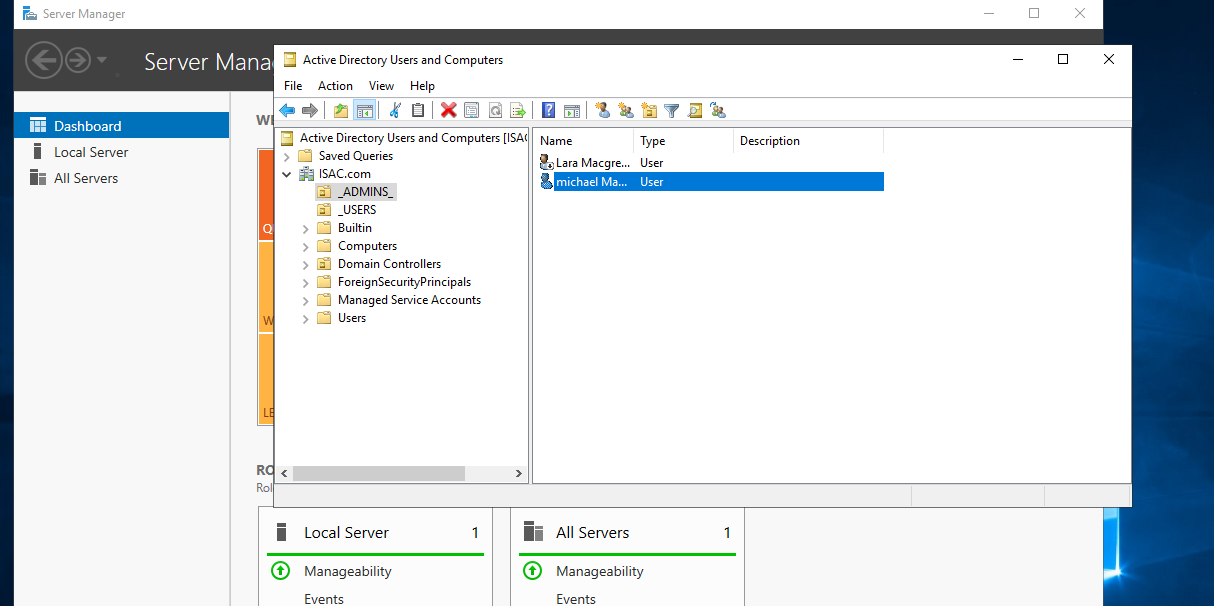 Server Manager
Server Mana
Active Directory Users and Computers
File Action View Help
Dashboard
Local Server
All Servers
WE
Active Directory Users and Computers [ISAC
Saved Queries
ISAC.com
_ADMINS_
_USERS
Builtin
Computers
Domain Controllers
ForeignSecurityPrincipals
Managed Service Accounts
Users
Name Type Description
Lara Macgre... User
michael Ma... User
Q
W
LE
RO
Rol
Local Server 1
Manageability
Events
All Servers 1
Manageability
Events